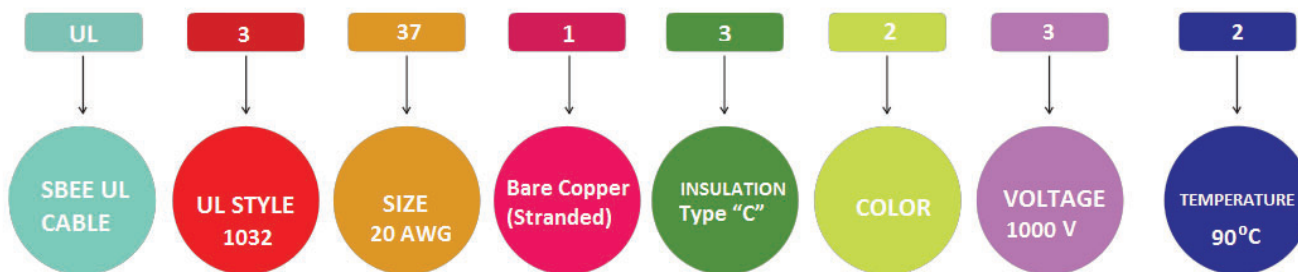 UL 3 37 1 3 2 3 2
SBEE UL
CABLE
UL STYLE
1032
SIZE
20 AWG
Bare Copper
(Stranded)
INSULATION
Type “C”
COLOR
VOLTAGE
1000 V
TEMPERATURE
90⁰C